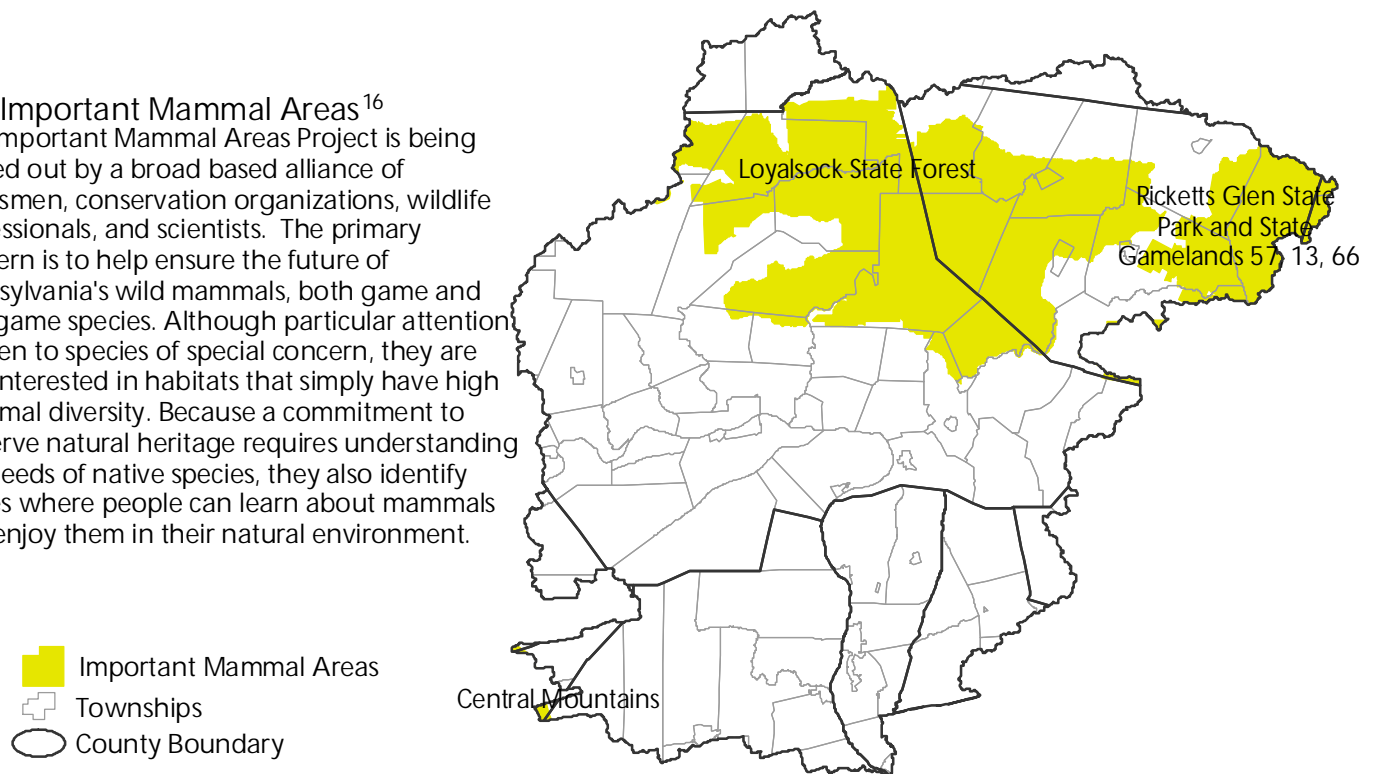 Important Mammal Areas16
mportant Mammal Areas Project is being
ed out by a broad based alliance of
smen, conservation organizations, wildlife
essionals, and scientists. The primary
ern is to help ensure the future of
sylvania's wild mammals, both game and
game species. Although particular attention
en to species of special concern, they are
interested in habitats that simply have high
mal diversity. Because a commitment to
erve natural heritage requires understanding
eeds of native species, they also identify
es where people can learn about mammals
enjoy them in their natural environment.
Loyalsock State Forest
Ricketts Glen State
Park and State
Gamelands 57, 13, 66
Central Mountains
Important Mammal Areas
Townships
County Boundary